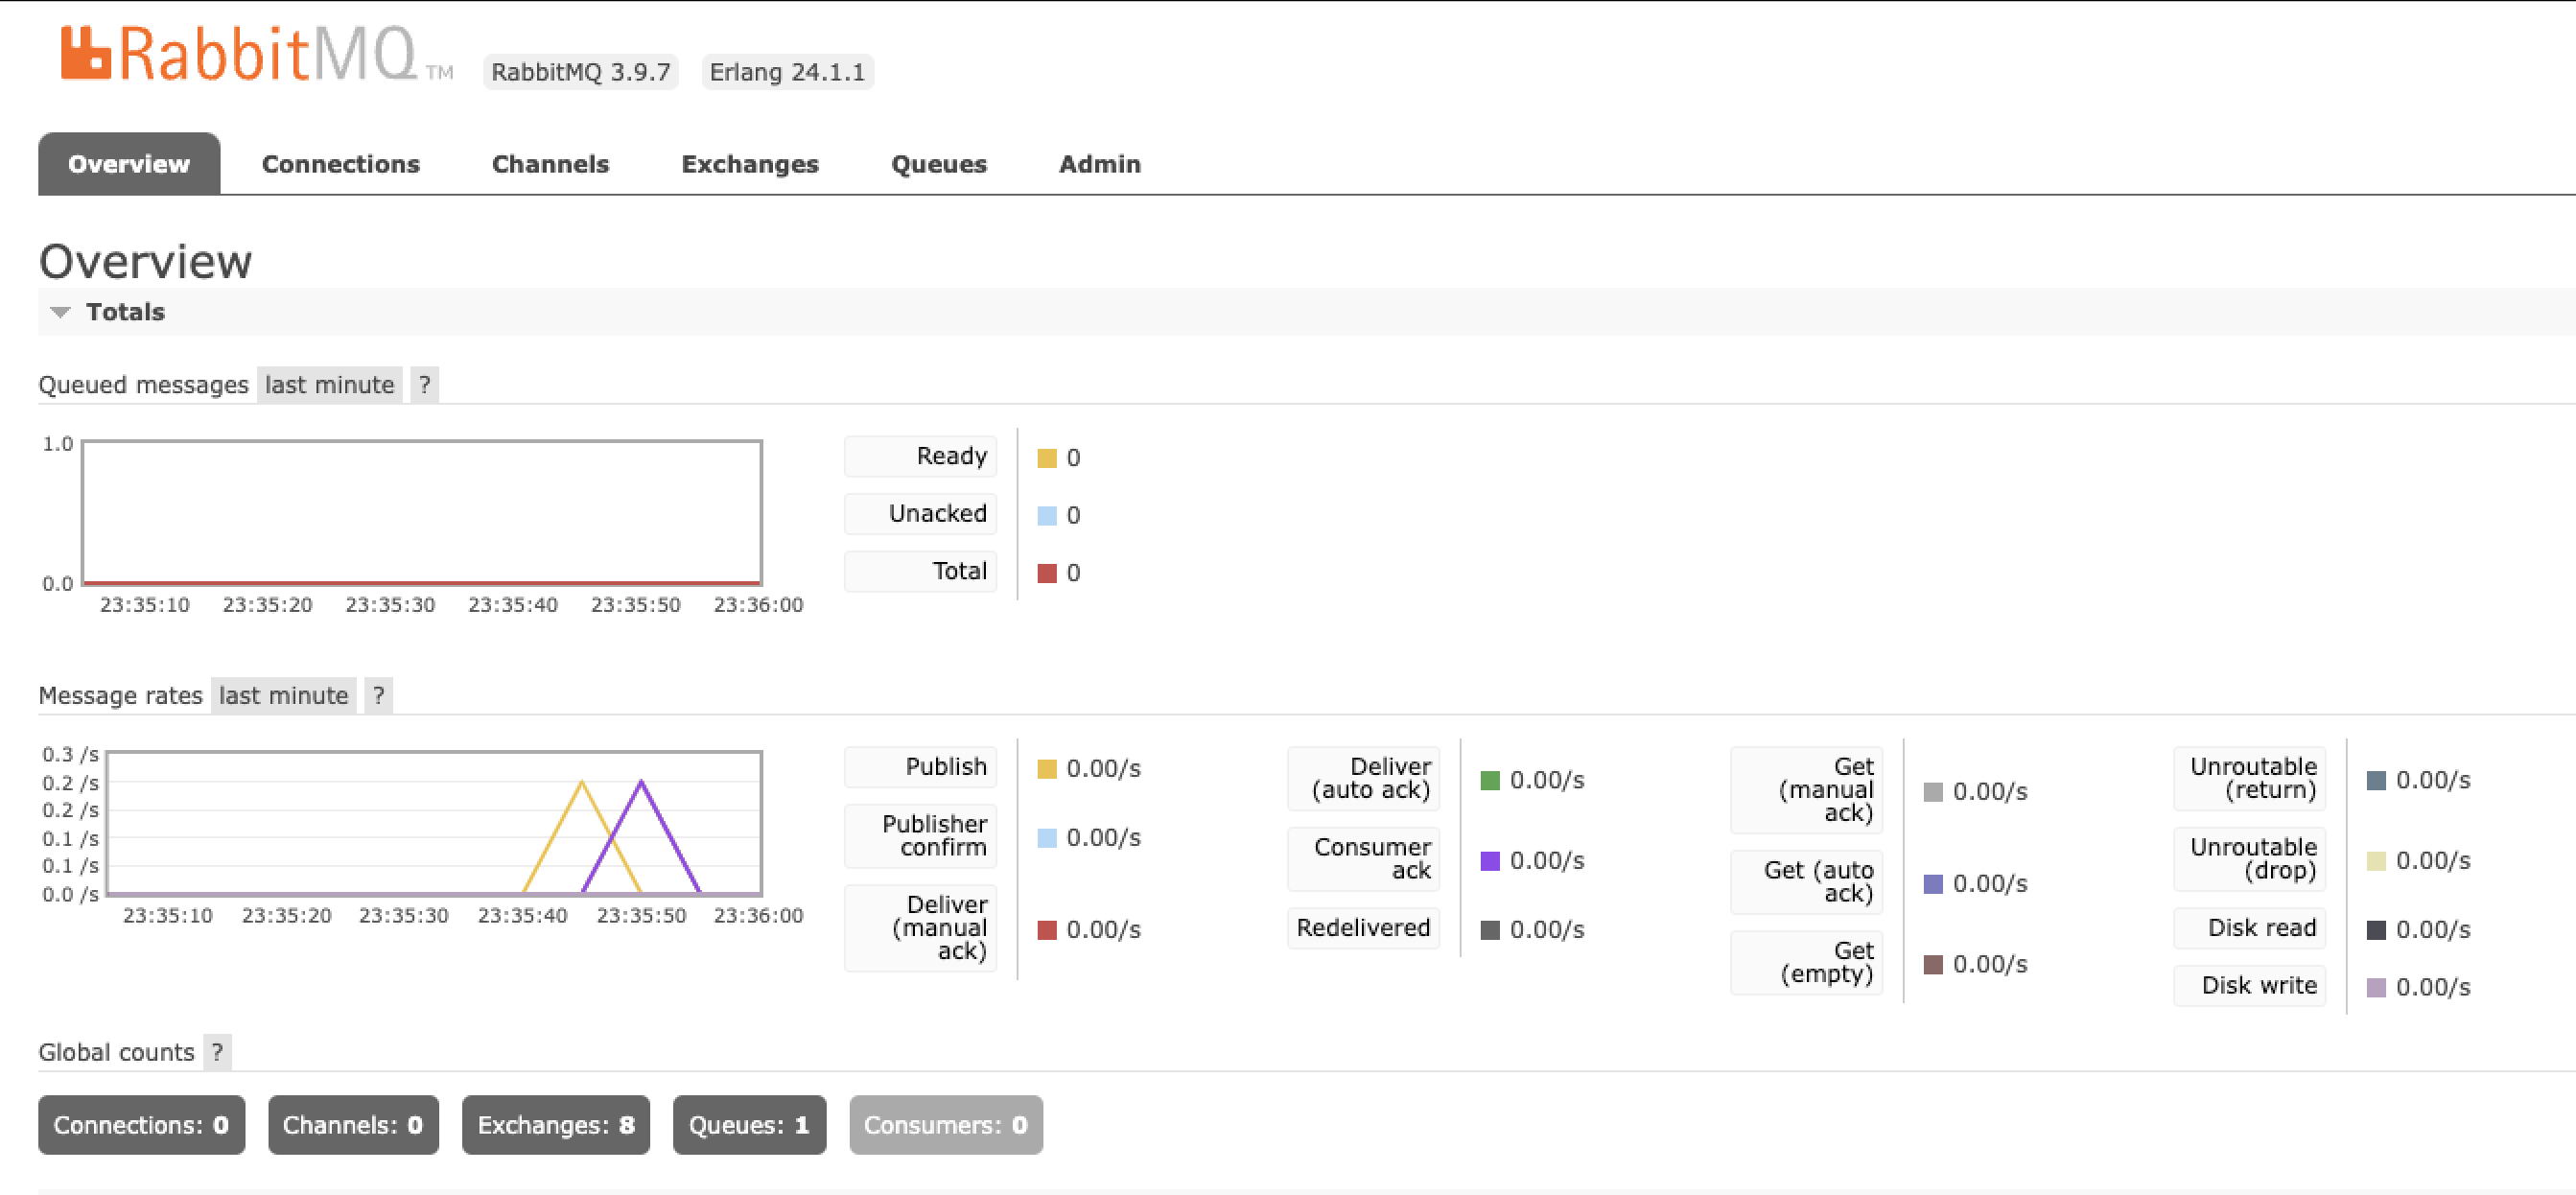 RabbitMQ TM RabbitMQ 3.9.7 Erlang 24.1.1
Overview Connections Channels Exchanges Queues Admin
Overview
Totals
Queued messages last minute ?
1.0
0.0
23:35:10 23:35:20 23:35:30 23:35:40 23:35:50 23:36:00
Ready 0
Unacked 0
Total 0
Message rates last minute ?
0.3 /s
0.2 /s
0.2 /s
0.1 /s
0.1 /s
0.0 /s
23:35:10 23:35:20 23:35:30 23:35:40 23:35:50 23:36:00
Publish 0.00/s
Publisher
confirm 0.00/s
Deliver
(manual 0.00/s
ack)
Deliver
(auto ack) 0.00/s
Consumer
ack 0.00/s
Redelivered 0.00/s
Get
(manual 0.00/s
ack)
Get (auto
ack) 0.00/s
Get
(empty) 0.00/s
Unroutable
(return) 0.00/s
Unroutable
(drop) 0.00/s
Disk read 0.00/s
Disk write 0.00/s
Global counts ?
Connections: 0 Channels: 0 Exchanges: 8 Queues: 1 Consumers: 0